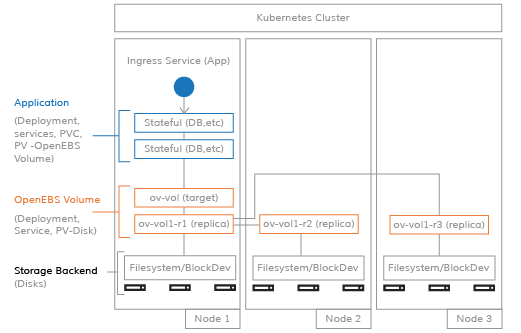 Kubernetes Cluster
Ingress Service (App)
Application
(Deployment,
services, PVC,
PV -OpenEBS
Volume)
Stateful (DB,etc)
Stateful (DB,etc)
OpenEBS Volume
(Deployment,
Service, PV-Disk)
ov-vol (target)
ov-vol1-r1 (replica)
ov-vol1-r2 (replica)
ov-vol1-r3 (replica)
Storage Backend
(Disks)
Filesystem/BlockDev
Filesystem/BlockDev
Filesystem/BlockDev
Node 1
Node 2
Node 3